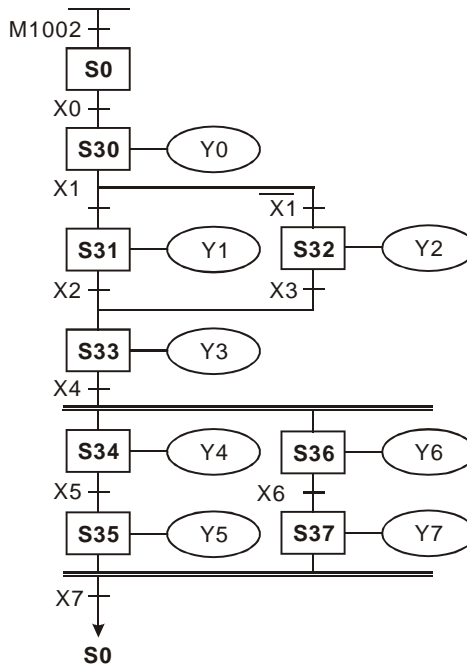 M1002
S0
X0
S30 Y0
X1 X̅1̅
S31 Y1 S32 Y2
X2 X3
S33 Y3
X4
S34 Y4 S36 Y6
X5 X6
S35 Y5 S37 Y7
X7
S0